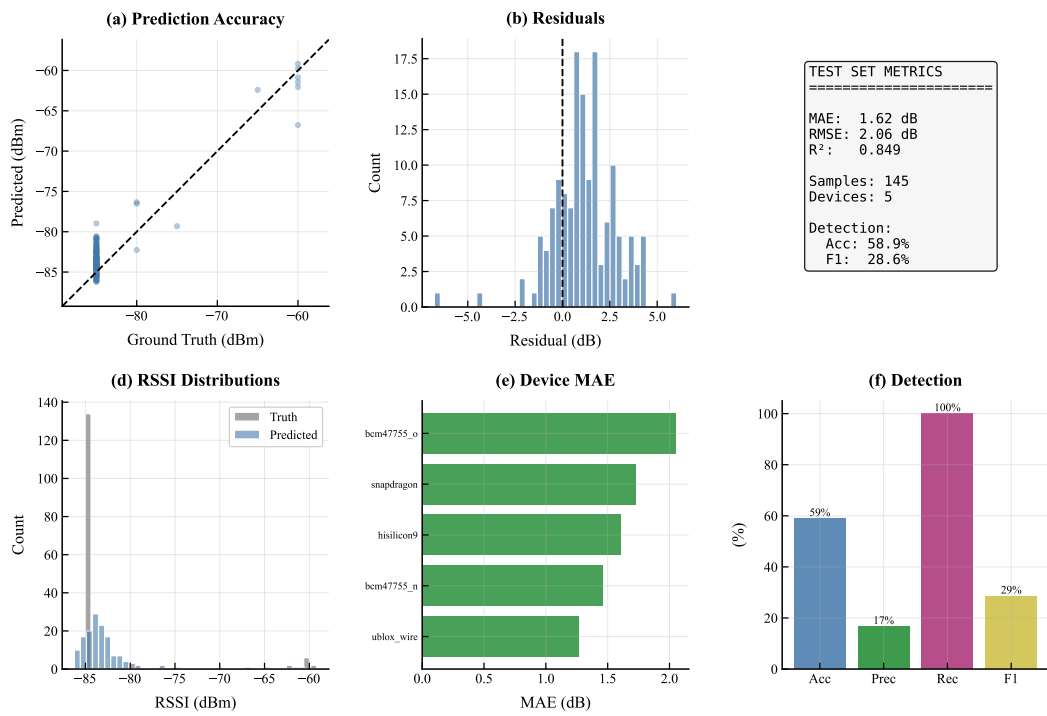 (a) Prediction Accuracy
Predicted (dBm)
−60
−65
−70
−75
−80
−85
−80
−70
−60
Ground Truth (dBm)
(b) Residuals
Count
17.5
15.0
12.5
10.0
7.5
5.0
2.5
0.0
−5.0
−2.5
0.0
2.5
5.0
Residual (dB)
TEST SET METRICS
======================
MAE: 1.62 dB
RMSE: 2.06 dB
R²: 0.849
Samples: 145
Devices: 5
Detection:
Acc: 58.9%
F1: 28.6%
(d) RSSI Distributions
Count
140
120
100
80
60
40
20
0
Truth
Predicted
−85
−80
−75
−70
−65
−60
RSSI (dBm)
(e) Device MAE
bcm47755_o
snapdragon
hisilicon9
bcm47755_n
ublox_wire
0.0
0.5
1.0
1.5
2.0
MAE (dB)
(f) Detection
(%)
100
80
60
40
20
0
59%
17%
100%
29%
Acc
Prec
Rec
F1